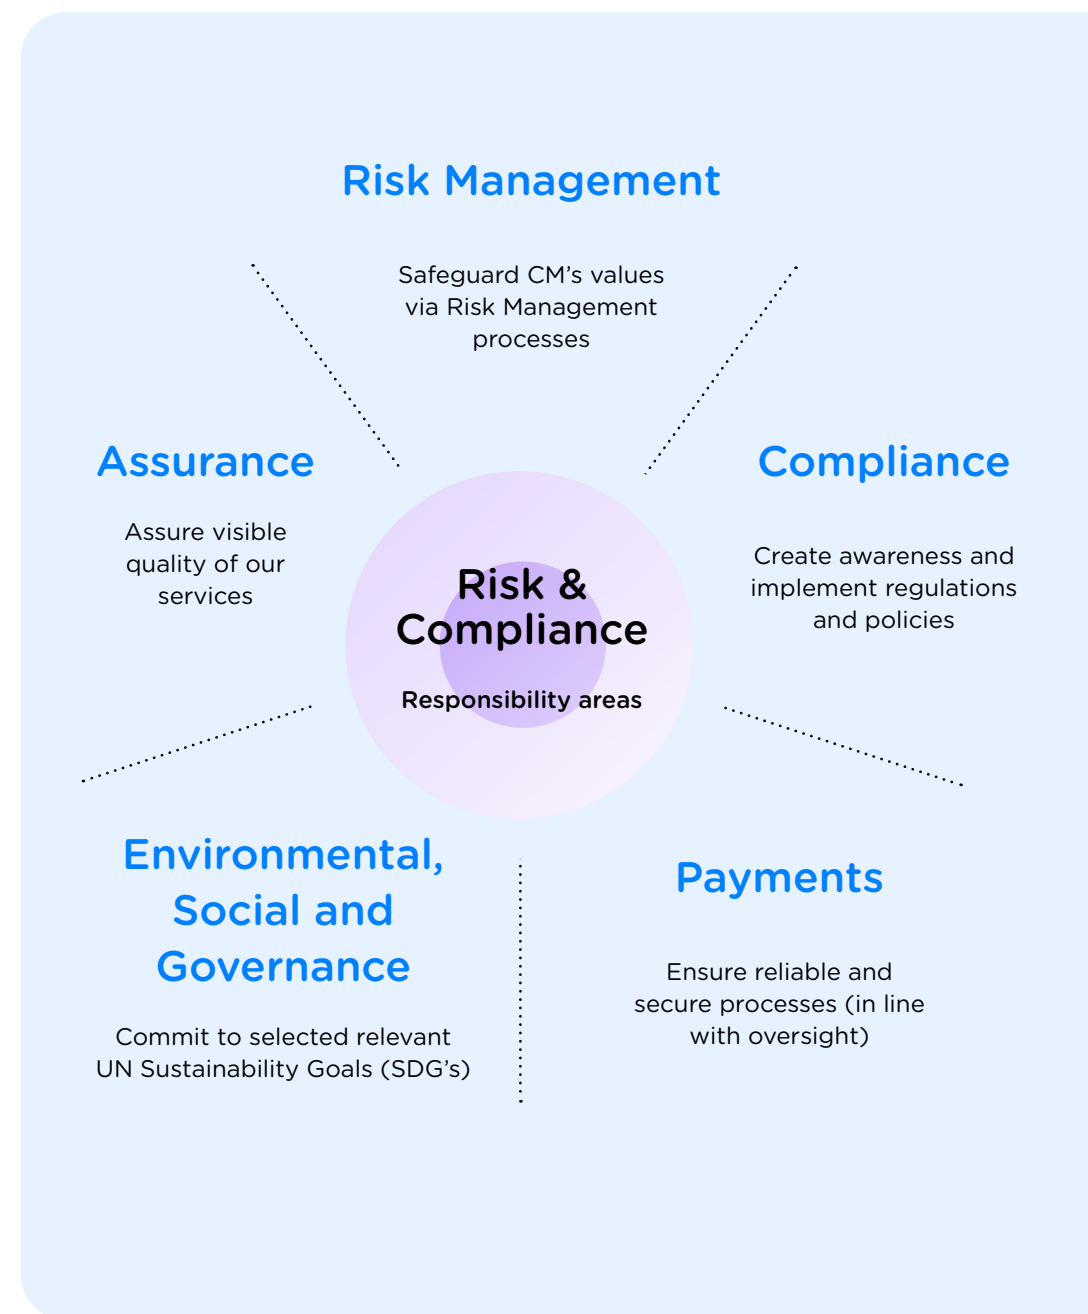 Risk Management
Safeguard CM’s values
via Risk Management
processes
Assurance
Assure visible
quality of our
services
Compliance
Create awareness and
implement regulations
and policies
Risk &
Compliance
Responsibility areas
Environmental,
Social and
Governance
Commit to selected relevant
UN Sustainability Goals (SDG’s)
Payments
Ensure reliable and
secure processes (in line
with oversight)